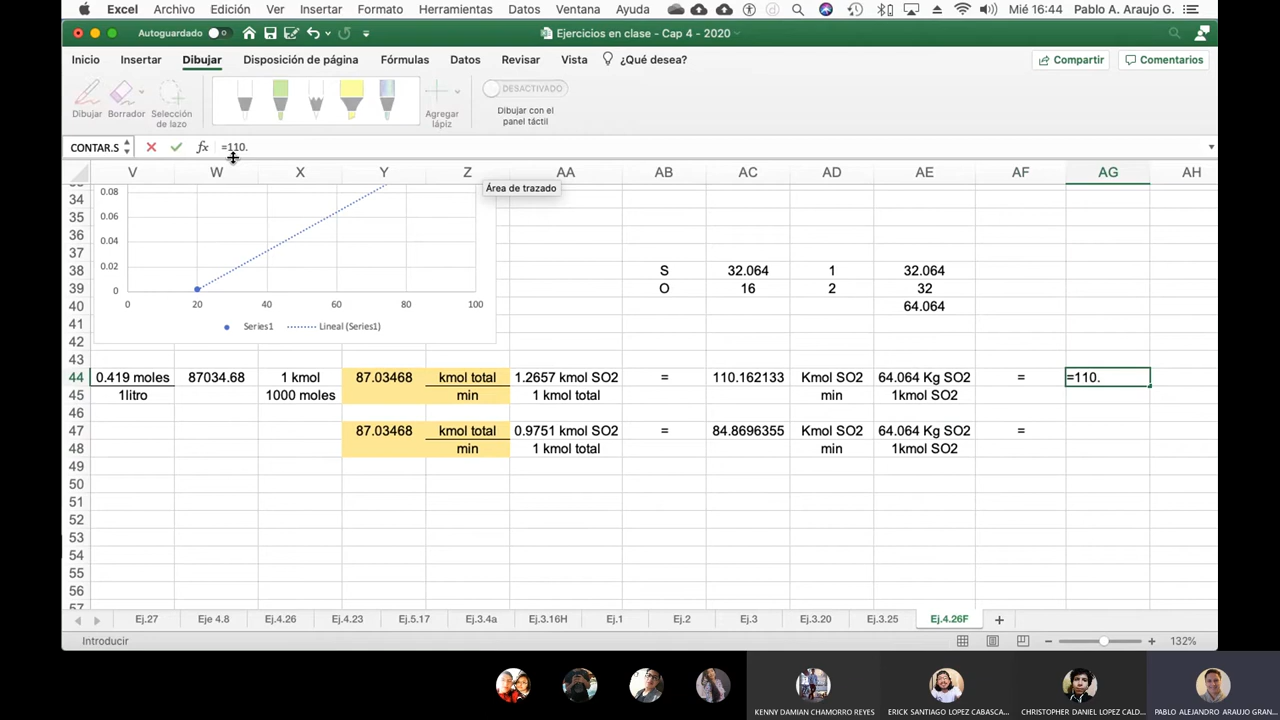 Excel Archivo Edición Ver Insertar Formato Herramientas Datos Ventana Ayuda Mié 16:44 Pablo A. Araujo G.
Autoguardado Ejercicios en clase - Cap 4 - 2020
Inicio Insertar Dibujar Disposición de página Fórmulas Datos Revisar Vista ¿Qué desea? Compartir Comentarios
DESACTIVADO
Dibujar Borrador Selección de lazo Agregar lápiz Dibujar con el panel táctil
CONTAR.S fx =110.
V W X Y Z AA AB AC AD AE AF AG AH
Área de trazado
34 0.08
35 0.06
36
37 0.04
38 0.02 S 32.064 1 32.064
39 0 O 16 2 32
40 0 20 40 60 80 100 64.064
41 Series1 Lineal (Series1)
42
43
44 0.419 moles 87034.68 1 kmol 87.03468 kmol total 1.2657 kmol SO2 = 110.162133 Kmol SO2 64.064 Kg SO2 = =110.
45 1litro 1000 moles min 1 kmol total min 1kmol SO2
46
47 87.03468 kmol total 0.9751 kmol SO2 = 84.8696355 Kmol SO2 64.064 Kg SO2 =
48 min 1 kmol total min 1kmol SO2
49
50
51
52
53
54
55
56
57
Ej.27 Eje 4.8 Ej.4.26 Ej.4.23 Ej.5.17 Ej.3.4a Ej.3.16H Ej.1 Ej.2 Ej.3 Ej.3.20 Ej.3.25 Ej.4.26F
Introducir 132%
KENNY DAMIAN CHAMORRO REYES ERICK SANTIAGO LOPEZ CABASCA... CHRISTOPHER DANIEL LOPEZ CALD... PABLO ALEJANDRO ARAUJO GRAN...